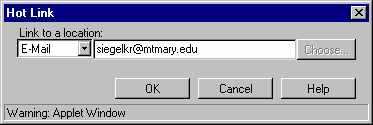 Hot Link
Link to a location:
E-Mail siegelkr@mtmary.edu Choose...
OK Cancel Help
Warning: Applet Window